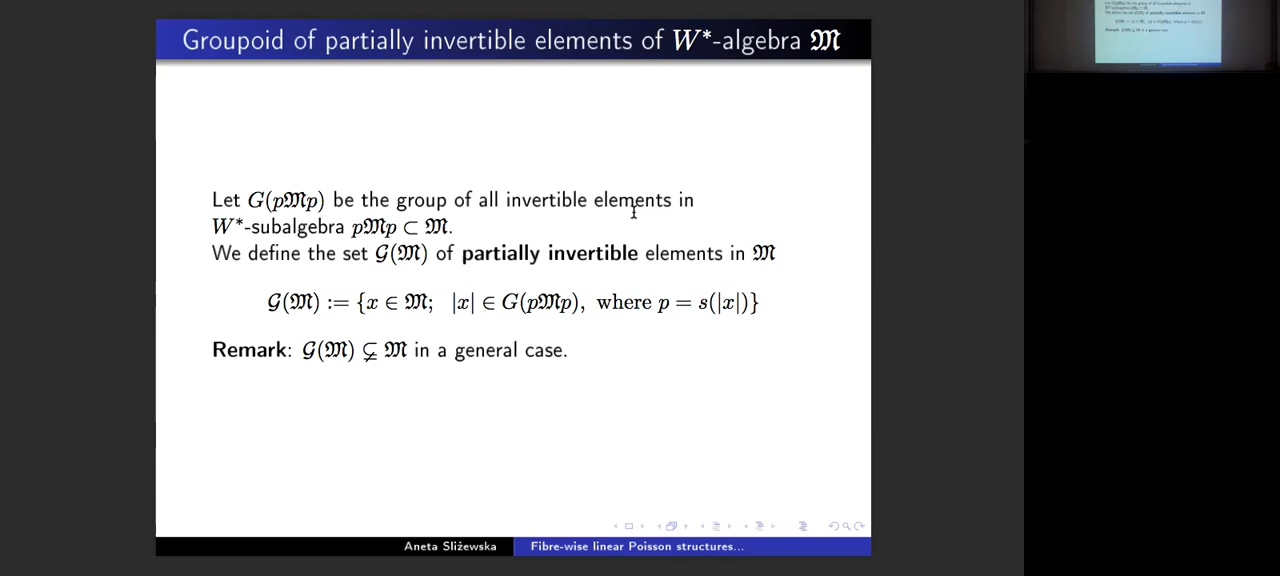 Groupoid of partially invertible elements of W*-algebra 𝔐
Let G(p𝔐p) be the group of all invertible elements in
W*-subalgebra p𝔐p ⊂ 𝔐.
We define the set 𝒢(𝔐) of partially invertible elements in 𝔐
𝒢(𝔐) := {x ∈ 𝔐; |x| ∈ G(p𝔐p), where p = s(|x|)}
Remark: 𝒢(𝔐) ⊊ 𝔐 in a general case.
Aneta Sliżewska
Fibre-wise linear Poisson structures...